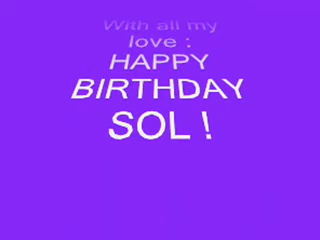 With all my
love :
HAPPY
BIRTHDAY
SOL !